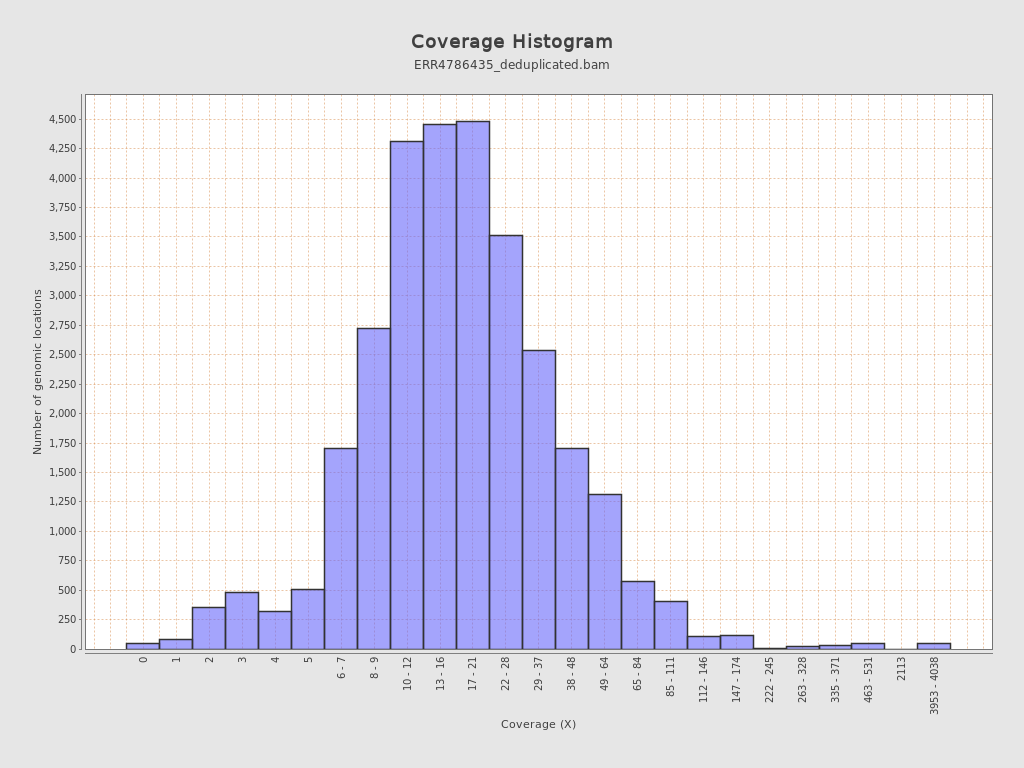 Coverage Histogram
ERR4786435_deduplicated.bam
Number of genomic locations
4,500
4,250
4,000
3,750
3,500
3,250
3,000
2,750
2,500
2,250
2,000
1,750
1,500
1,250
1,000
750
500
250
0
0
1
2
3
4
5
6 - 7
8 - 9
10 - 12
13 - 16
17 - 21
22 - 28
29 - 37
38 - 48
49 - 64
65 - 84
85 - 111
112 - 146
147 - 174
222 - 245
263 - 328
335 - 371
463 - 531
2113
3953 - 4038
Coverage (X)